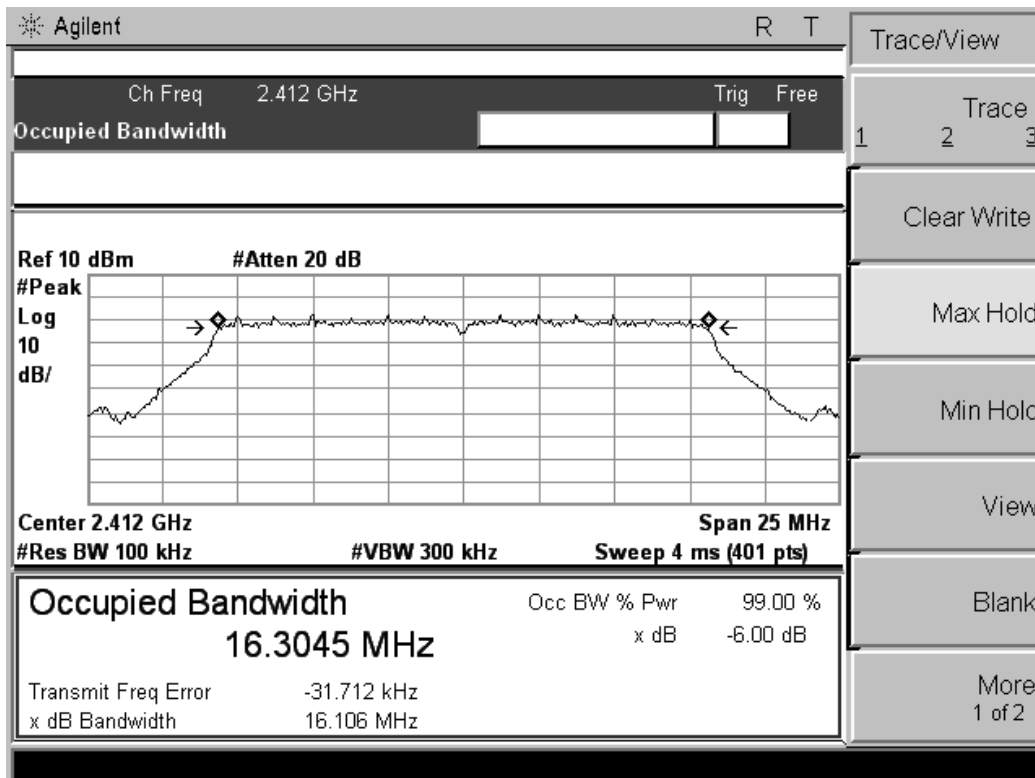 Agilent
R T
Ch Freq 2.412 GHz Trig Free
Occupied Bandwidth
Ref 10 dBm #Atten 20 dB
#Peak
Log
10
dB/
Center 2.412 GHz Span 25 MHz
#Res BW 100 kHz #VBW 300 kHz Sweep 4 ms (401 pts)
Occupied Bandwidth
16.3045 MHz
Occ BW % Pwr 99.00 %
x dB -6.00 dB
Transmit Freq Error -31.712 kHz
x dB Bandwidth 16.106 MHz
Trace/View
Trace
1 2 3
Clear Write
Max Hold
Min Hold
View
Blank
More
1 of 2